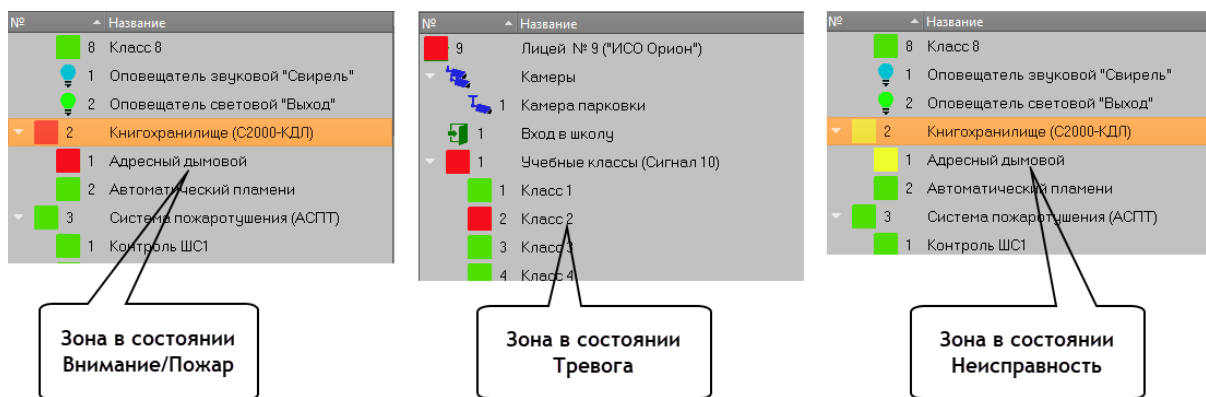 № Название
8 Класс 8
1 Оповещатель звуковой "Свирель"
2 Оповещатель световой "Выход"
2 Книгохранилище (С2000-КДЛ)
1 Адресный дымовой
2 Автоматический пламени
3 Система пожаротушения (АСПТ)
1 Контроль ШС1
Зона в состоянии
Внимание/Пожар
№ Название
9 Лицей № 9 ("ИСО Орион")
Камеры
1 Камера парковки
1 Вход в школу
1 Учебные классы (Сигнал 10)
1 Класс 1
2 Класс 2
3 Класс 3
4 Класс 4
Зона в состоянии
Тревога
№ Название
8 Класс 8
1 Оповещатель звуковой "Свирель"
2 Оповещатель световой "Выход"
2 Книгохранилище (С2000-КДЛ)
1 Адресный дымовой
2 Автоматический пламени
3 Система пожаротушения (АСПТ)
1 Контроль ШС1
Зона в состоянии
Неисправность